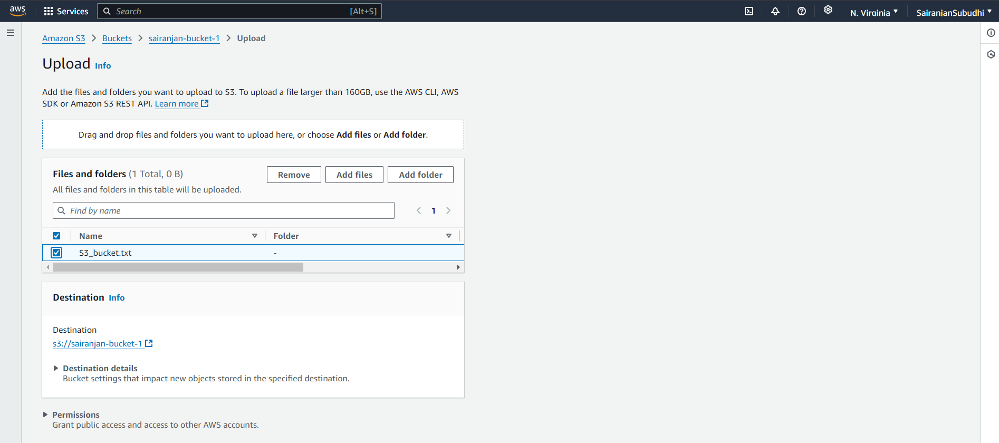 aws Services Search [Alt+S] N. Virginia SairanjanSubudhi
Amazon S3 Buckets sairanjan-bucket-1 Upload
Upload Info
Add the files and folders you want to upload to S3. To upload a file larger than 160GB, use the AWS CLI, AWS
SDK or Amazon S3 REST API. Learn more
Drag and drop files and folders you want to upload here, or choose Add files or Add folder.
Files and folders (1 Total, 0 B) Remove Add files Add folder
All files and folders in this table will be uploaded.
Find by name 1
Name Folder
S3_bucket.txt -
Destination Info
Destination
s3://sairanjan-bucket-1
Destination details
Bucket settings that impact new objects stored in the specified destination.
Permissions
Grant public access and access to other AWS accounts.